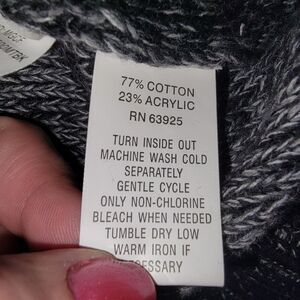 77% COTTON
23% ACRYLIC
RN 63925
TURN INSIDE OUT
MACHINE WASH COLD
SEPARATELY
GENTLE CYCLE
ONLY NON-CHLORINE
BLEACH WHEN NEEDED
TUMBLE DRY LOW
WARM IRON IF